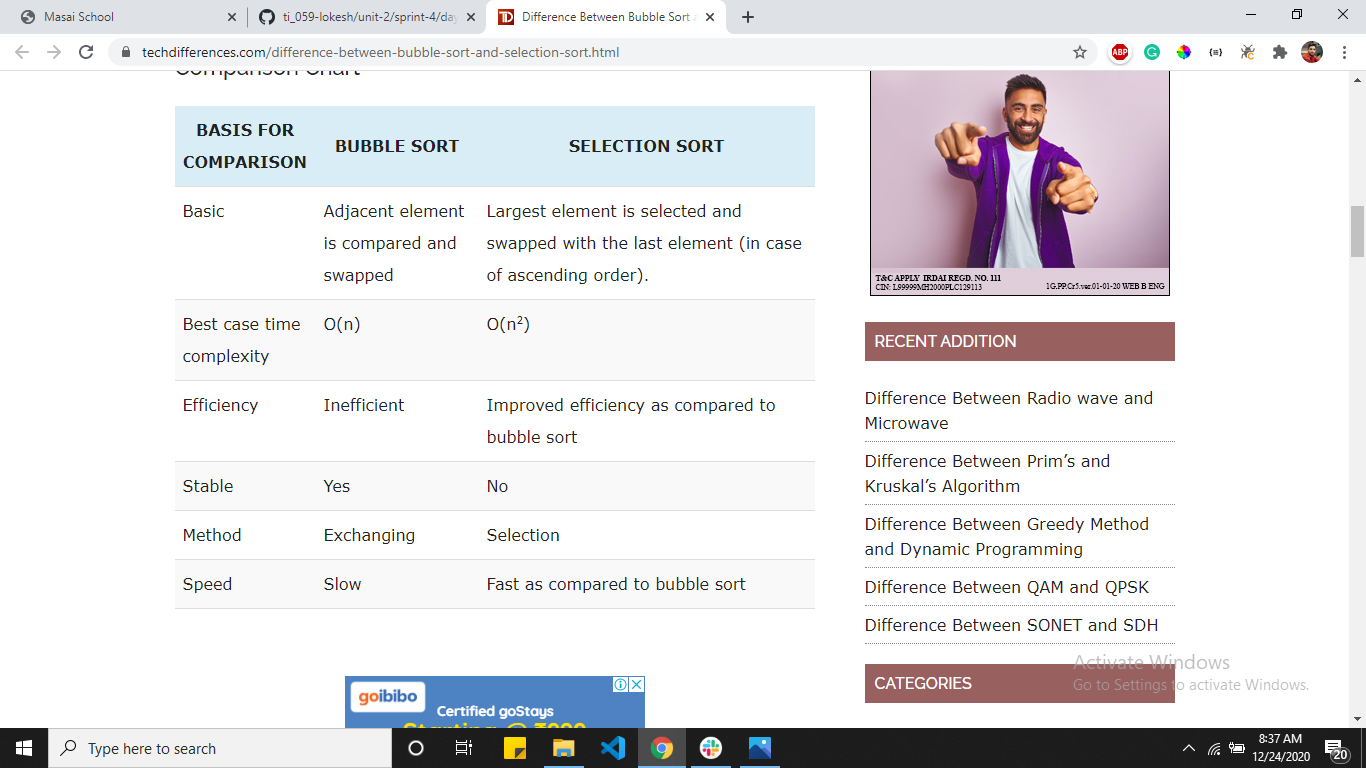 Masai School
ti_059-lokesh/unit-2/sprint-4/day
Difference Between Bubble Sort a
techdifferences.com/difference-between-bubble-sort-and-selection-sort.html
ABP
Comparison Chart
BASIS FOR COMPARISON
BUBBLE SORT
SELECTION SORT
Basic
Adjacent element
is compared and
swapped
Largest element is selected and
swapped with the last element (in case
of ascending order).
Best case time
complexity
O(n)
O(n²)
Efficiency
Inefficient
Improved efficiency as compared to
bubble sort
Stable
Yes
No
Method
Exchanging
Selection
Speed
Slow
Fast as compared to bubble sort
goibibo
Certified goStays
T&C APPLY IRDAI REGD. NO. 111
CIN: L99999MH2000PLC129113
1G.PP.Cr5.ver.01-01-20 WEB B ENG
RECENT ADDITION
Difference Between Radio wave and
Microwave
Difference Between Prim’s and
Kruskal’s Algorithm
Difference Between Greedy Method
and Dynamic Programming
Difference Between QAM and QPSK
Difference Between SONET and SDH
CATEGORIES
Activate Windows
Go to Settings to activate Windows.
Type here to search
8:37 AM
12/24/2020
20